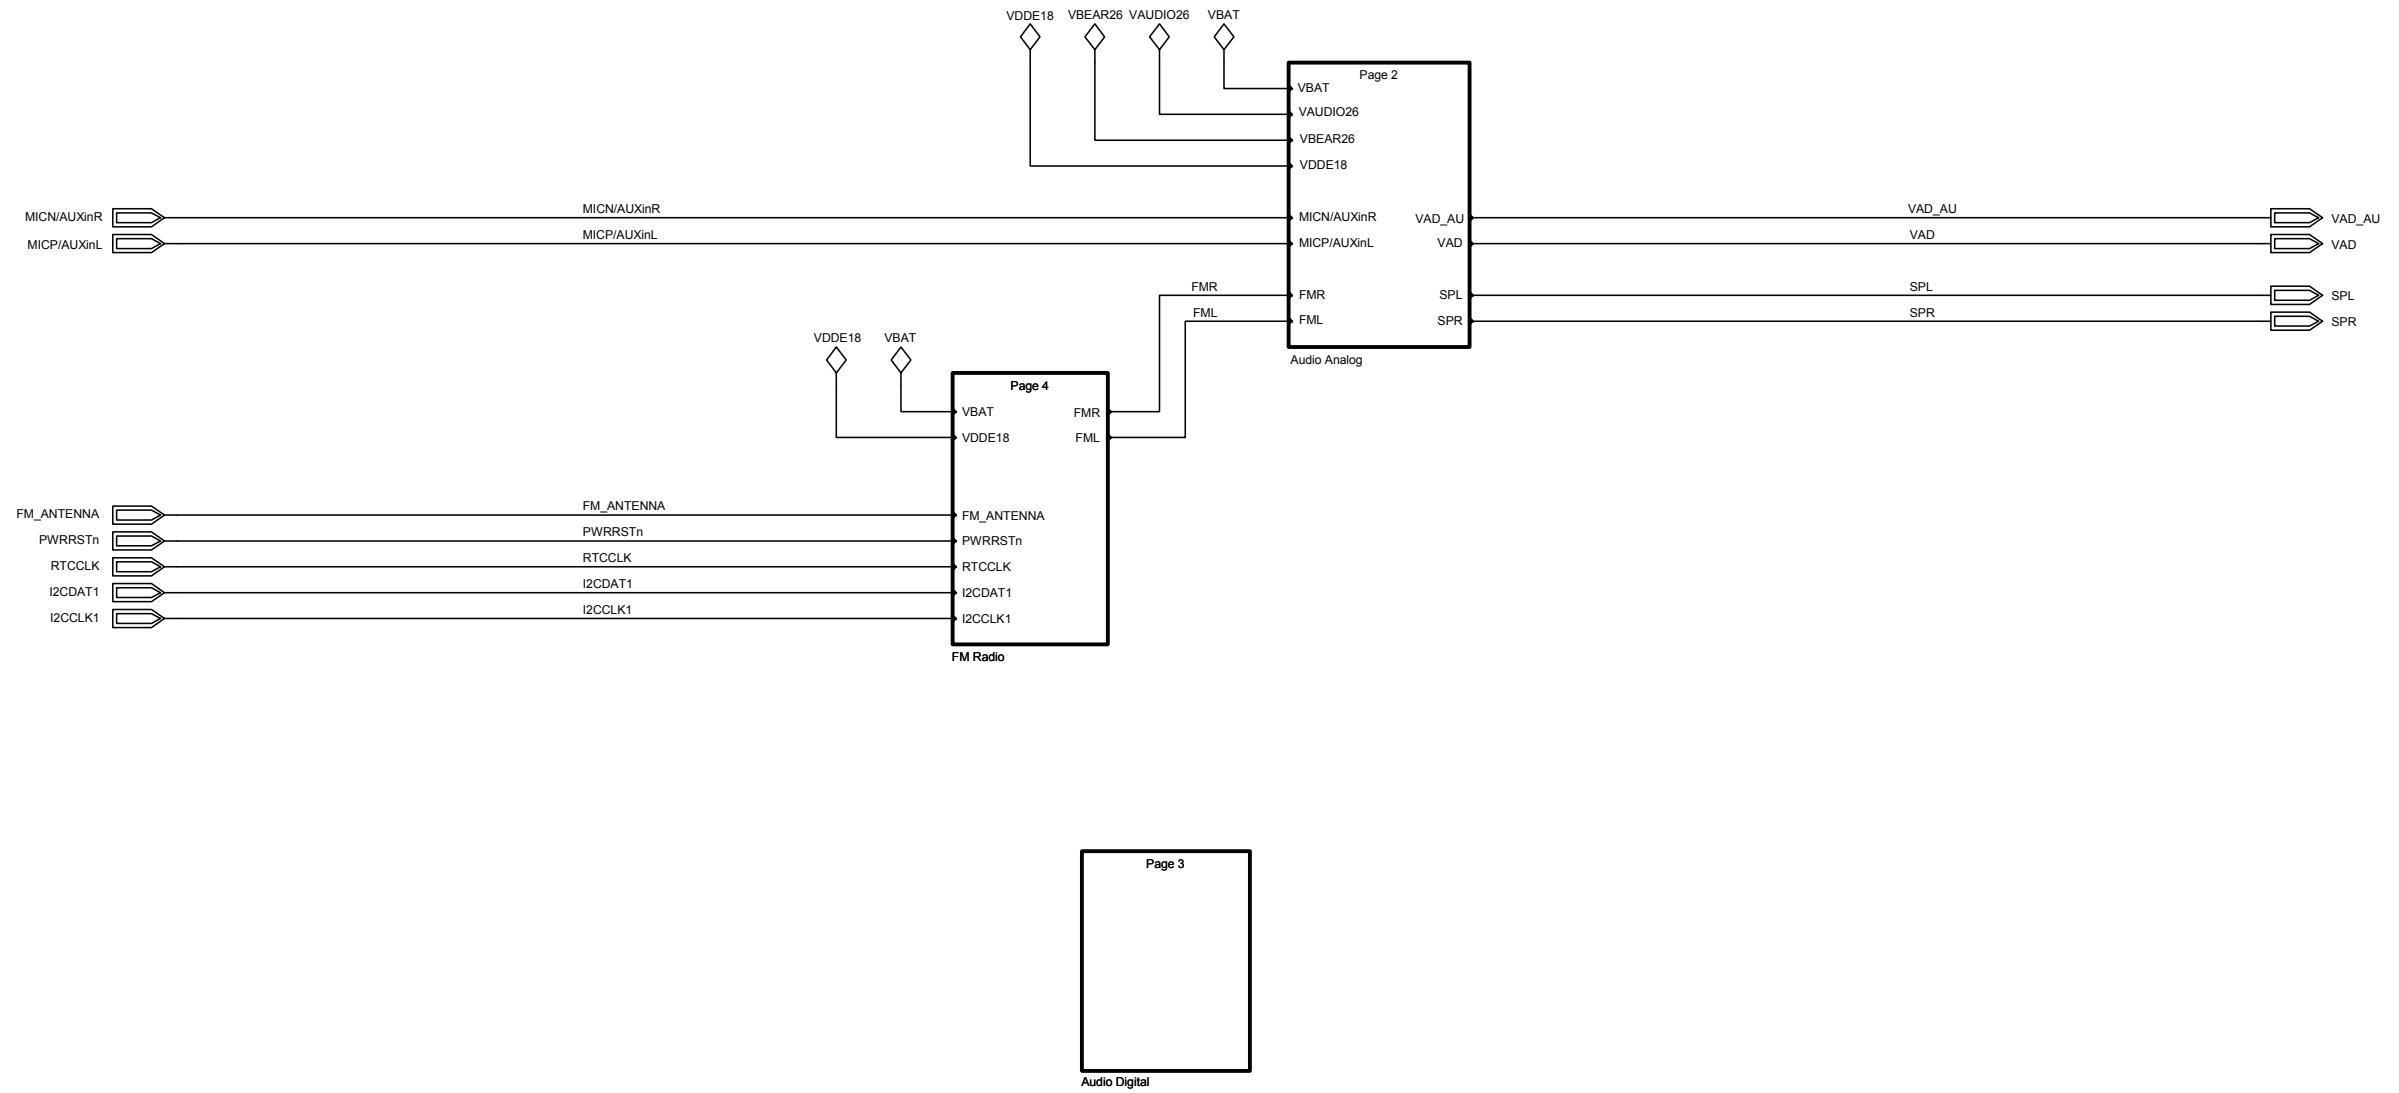 VDDE18 VBEAR26 VAUDIO26 VBAT
Page 2
VBAT
VAUDIO26
VBEAR26
VDDE18
MICN/AUXinR MICN/AUXinR MICN/AUXinR VAD_AU VAD_AU VAD_AU
MICP/AUXinL MICP/AUXinL MICP/AUXinL VAD VAD VAD
FMR FMR SPL SPL SPL
FML FML SPR SPR SPR
VDDE18 VBAT
Audio Analog
Page 4
VBAT FMR
VDDE18 FML
FM_ANTENNA FM_ANTENNA FM_ANTENNA
PWRRSTn PWRRSTn PWRRSTn
RTCCLK RTCCLK RTCCLK
I2CDAT1 I2CDAT1 I2CDAT1
I2CCLK1 I2CCLK1 I2CCLK1
FM Radio
Page 3
Audio Digital